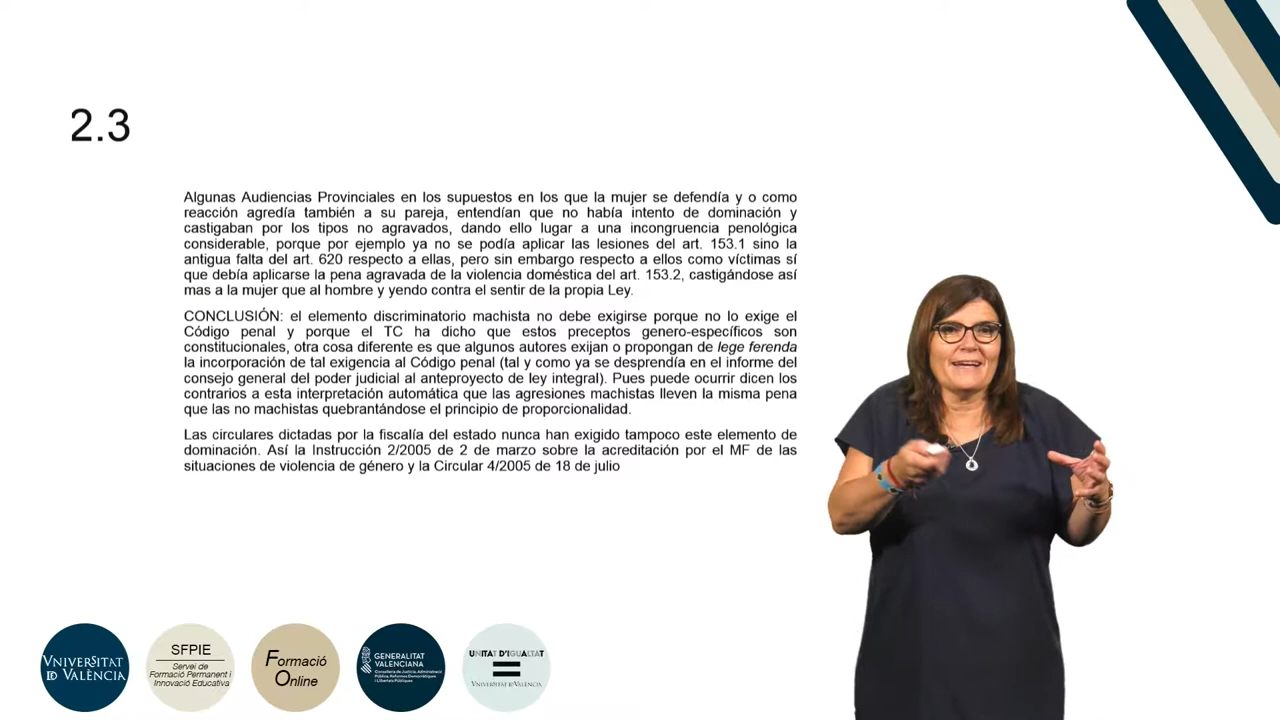 2.3
Algunas Audiencias Provinciales en los supuestos en los que la mujer se defendía y o como
reacción agredía también a su pareja, entendían que no había intento de dominación y
castigaban por los tipos no agravados, dando ello lugar a una incongruencia penológica
considerable, porque por ejemplo ya no se podía aplicar las lesiones del art. 153.1 sino la
antigua falta del art. 620 respecto a ellas, pero sin embargo respecto a ellos como víctimas sí
que debía aplicarse la pena agravada de la violencia doméstica del art. 153.2, castigándose así
mas a la mujer que al hombre y yendo contra el sentir de la propia Ley.
CONCLUSIÓN: el elemento discriminatorio machista no debe exigirse porque no lo exige el
Código penal y porque el TC ha dicho que estos preceptos genero-específicos son
constitucionales, otra cosa diferente es que algunos autores exijan o propongan de lege ferenda
la incorporación de tal exigencia al Código penal (tal y como ya se desprendía en el informe del
consejo general del poder judicial al anteproyecto de ley integral). Pues puede ocurrir dicen los
contrarios a esta interpretación automática que las agresiones machistas lleven la misma pena
que las no machistas quebrantándose el principio de proporcionalidad.
Las circulares dictadas por la fiscalía del estado nunca han exigido tampoco este elemento de
dominación. Así la Instrucción 2/2005 de 2 de marzo sobre la acreditación por el MF de las
situaciones de violencia de género y la Circular 4/2005 de 18 de julio
VNIVERSITAT
ID VALÈNCIA
SFPIE
Servei de
Formació Permanent i
Innovació Educativa
Formació
Online
GENERALITAT
VALENCIANA
Conselleria de Justícia, Administració
Pública, Reformes Democràtiques
i Llibertats Públiques
UNITAT D'IGUALTAT
VNIVERSITAT ID VALÈNCIA